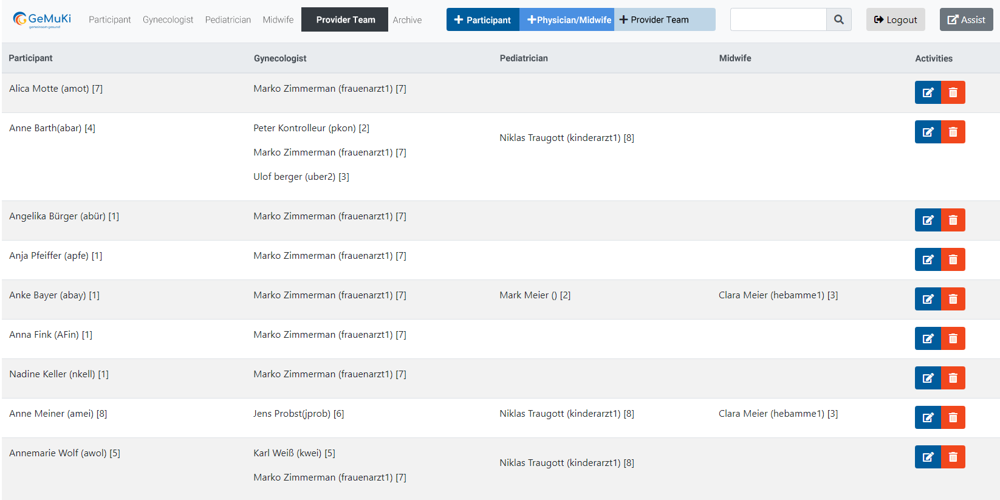 GeMuKi
gemeinsam gesund
Participant Gynecologist Pediatrician Midwife Provider Team Archive
Participant Physician/Midwife Provider Team
Logout Assist
Participant Gynecologist Pediatrician Midwife Activities
Alica Motte (amot) [7] Marko Zimmerman (frauenarzt1) [7]
Anne Barth(abar) [4] Peter Kontrolleur (pkon) [2]
Niklas Traugott (kinderarzt1) [8]
Marko Zimmerman (frauenarzt1) [7]
Ulof berger (uber2) [3]
Angelika Bürger (abür) [1] Marko Zimmerman (frauenarzt1) [7]
Anja Pfeiffer (apfe) [1] Marko Zimmerman (frauenarzt1) [7]
Anke Bayer (abay) [1] Marko Zimmerman (frauenarzt1) [7] Mark Meier () [2] Clara Meier (hebamme1) [3]
Anna Fink (AFin) [1] Marko Zimmerman (frauenarzt1) [7]
Nadine Keller (nkell) [1] Marko Zimmerman (frauenarzt1) [7]
Anne Meiner (amei) [8] Jens Probst(jprob) [6] Niklas Traugott (kinderarzt1) [8] Clara Meier (hebamme1) [3]
Annemarie Wolf (awol) [5] Karl Weiß (kwei) [5]
Niklas Traugott (kinderarzt1) [8]
Marko Zimmerman (frauenarzt1) [7]